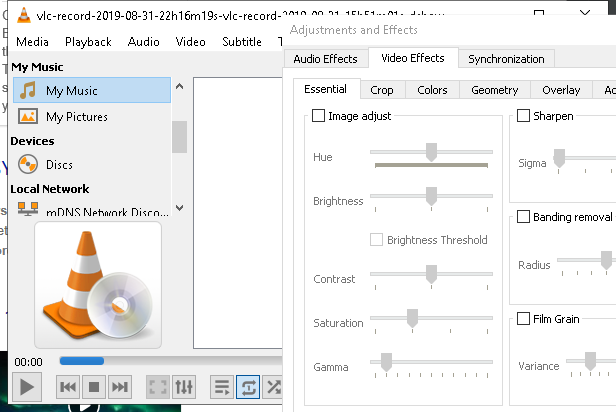 vlc-record-2019-08-31-22h16m19s-vlc-record-2019-08-31-15h51m01s-dshow
Media Playback Audio Video Subtitle
My Music
My Music
My Pictures
Devices
Discs
Local Network
mDNS Network Disco...
00:00
Adjustments and Effects
Audio Effects Video Effects Synchronization
Essential Crop Colors Geometry Overlay
Image adjust
Hue
Brightness
Brightness Threshold
Contrast
Saturation
Gamma
Sharpen
Sigma
Banding removal
Radius
Film Grain
Variance